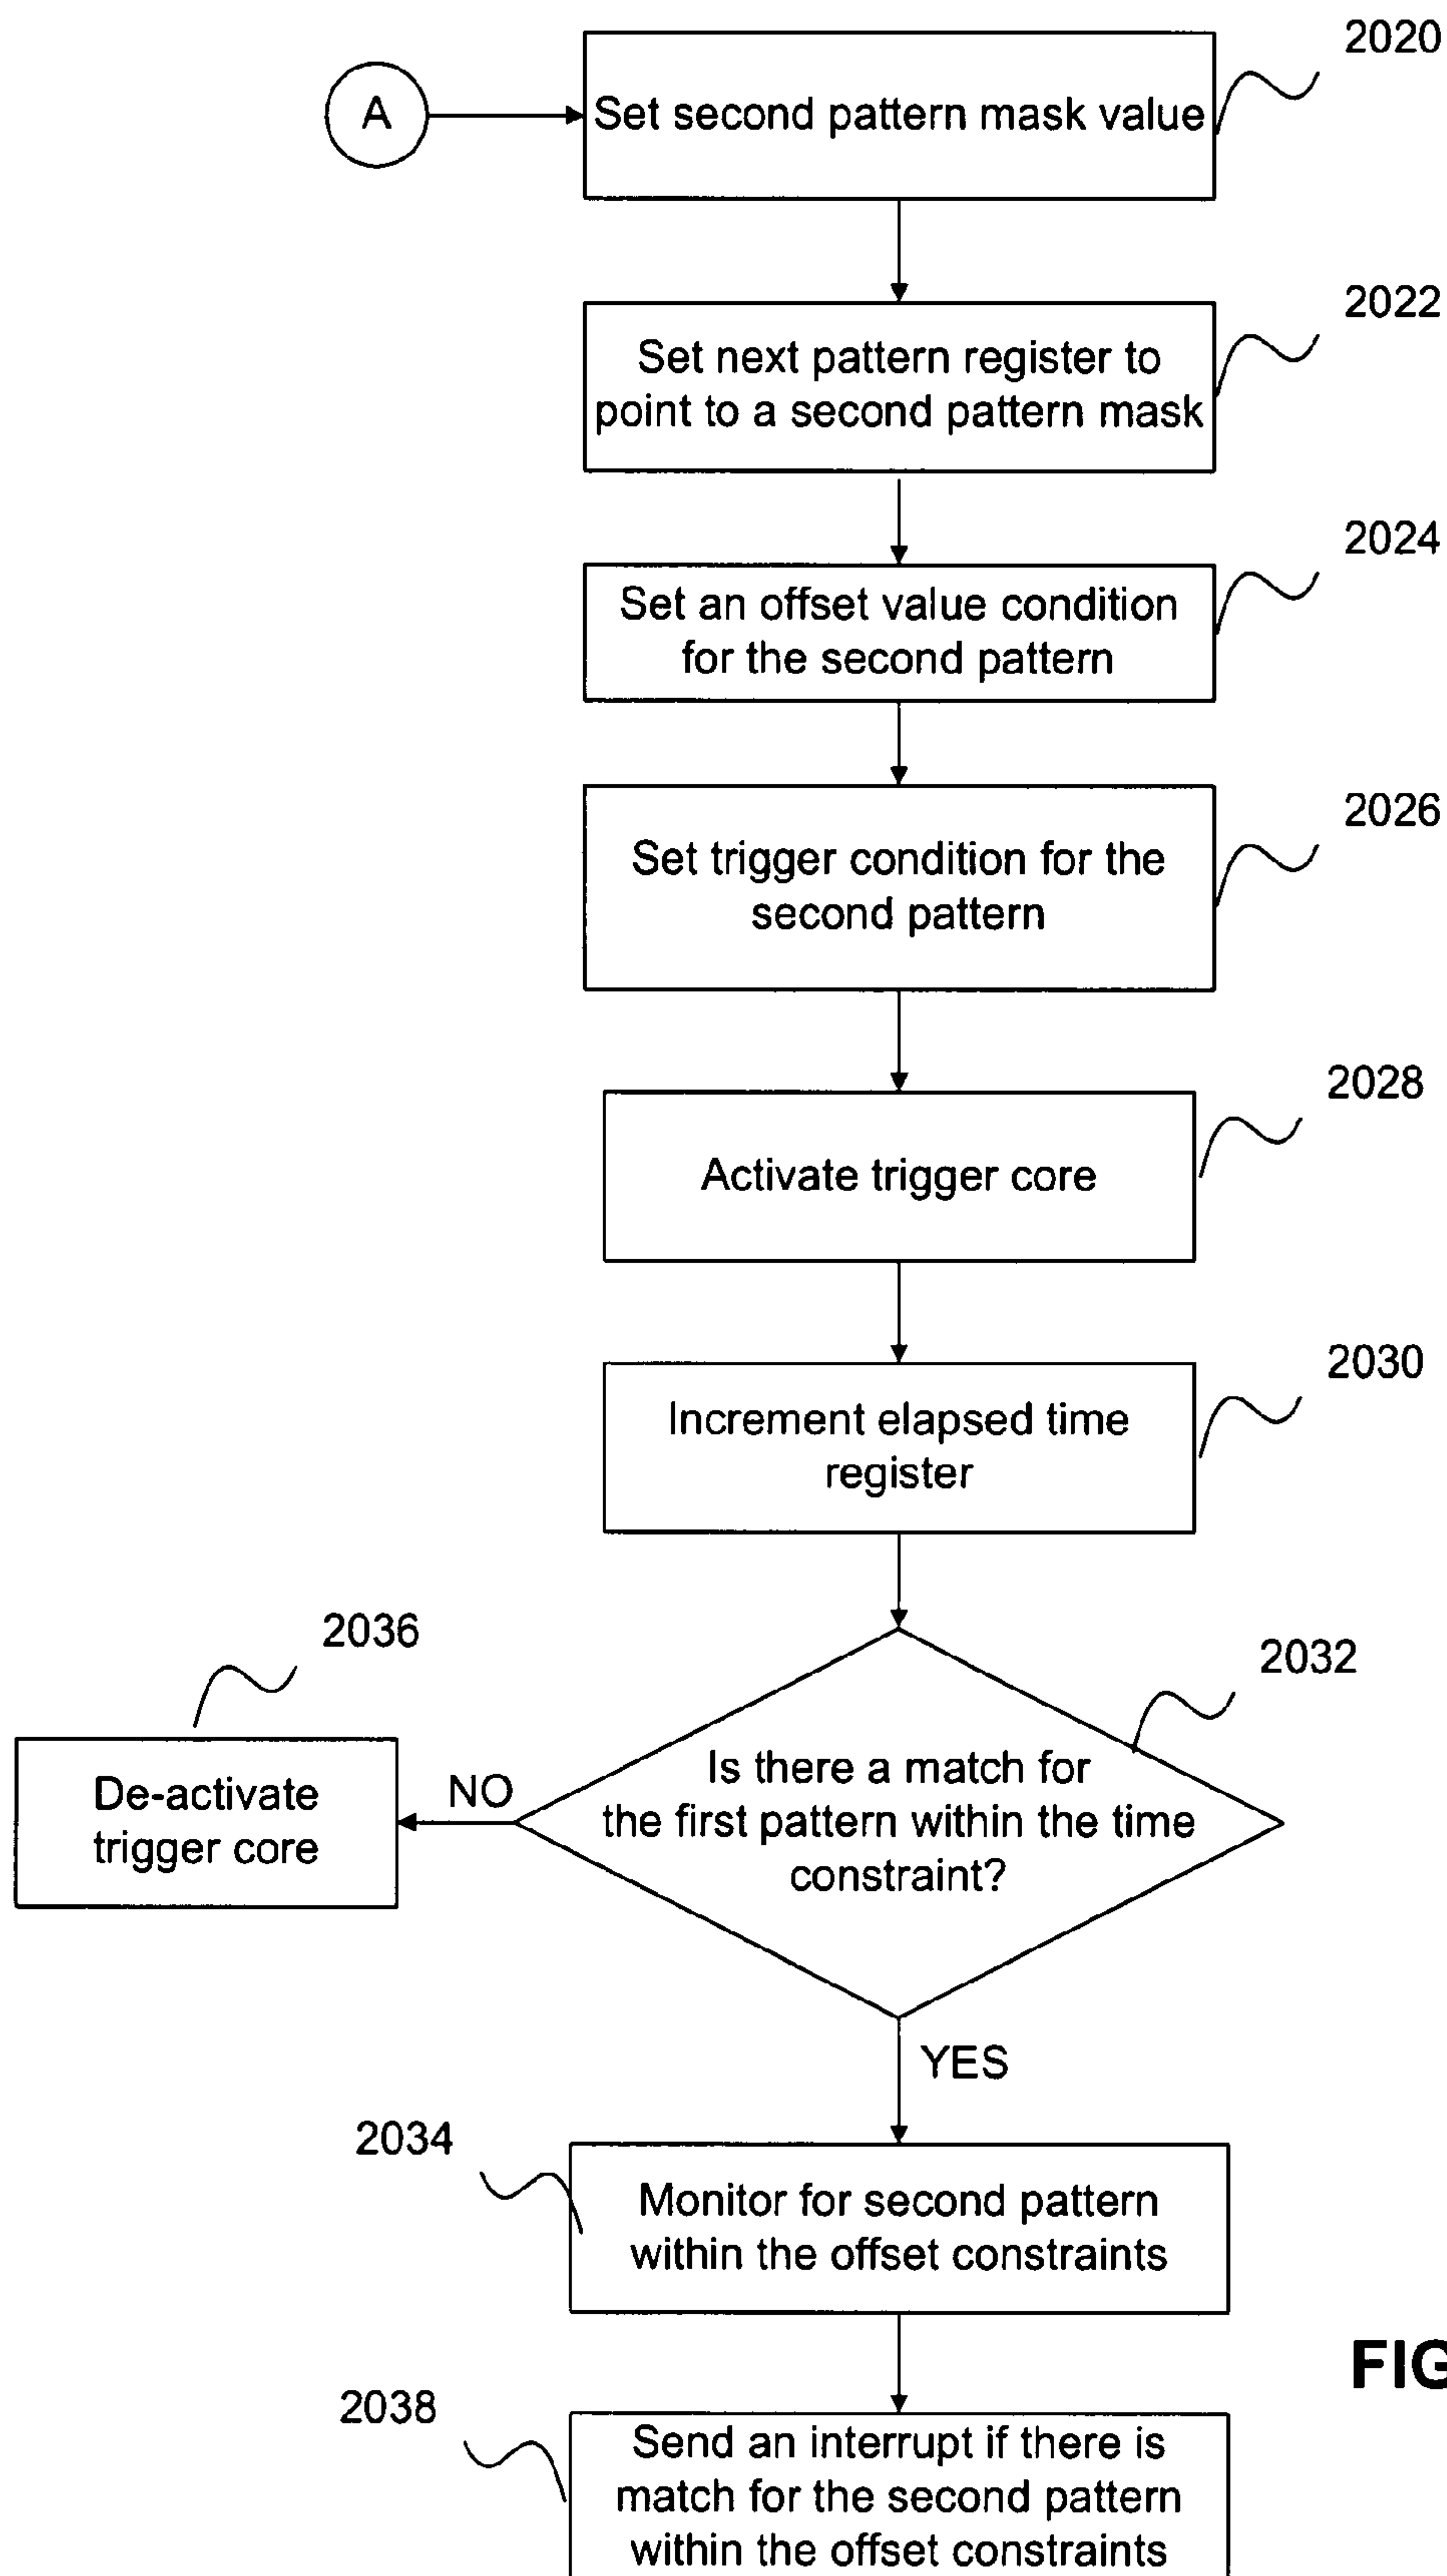 2020
A
Set second pattern mask value
2022
Set next pattern register to
point to a second pattern mask
2024
Set an offset value condition
for the second pattern
2026
Set trigger condition for the
second pattern
2028
Activate trigger core
2030
Increment elapsed time
register
2036
2032
De-activate
trigger core
NO
Is there a match for
the first pattern within the time
constraint?
YES
2034
Monitor for second pattern
within the offset constraints
FIG
2038
Send an interrupt if there is
match for the second pattern
within the offset constraints